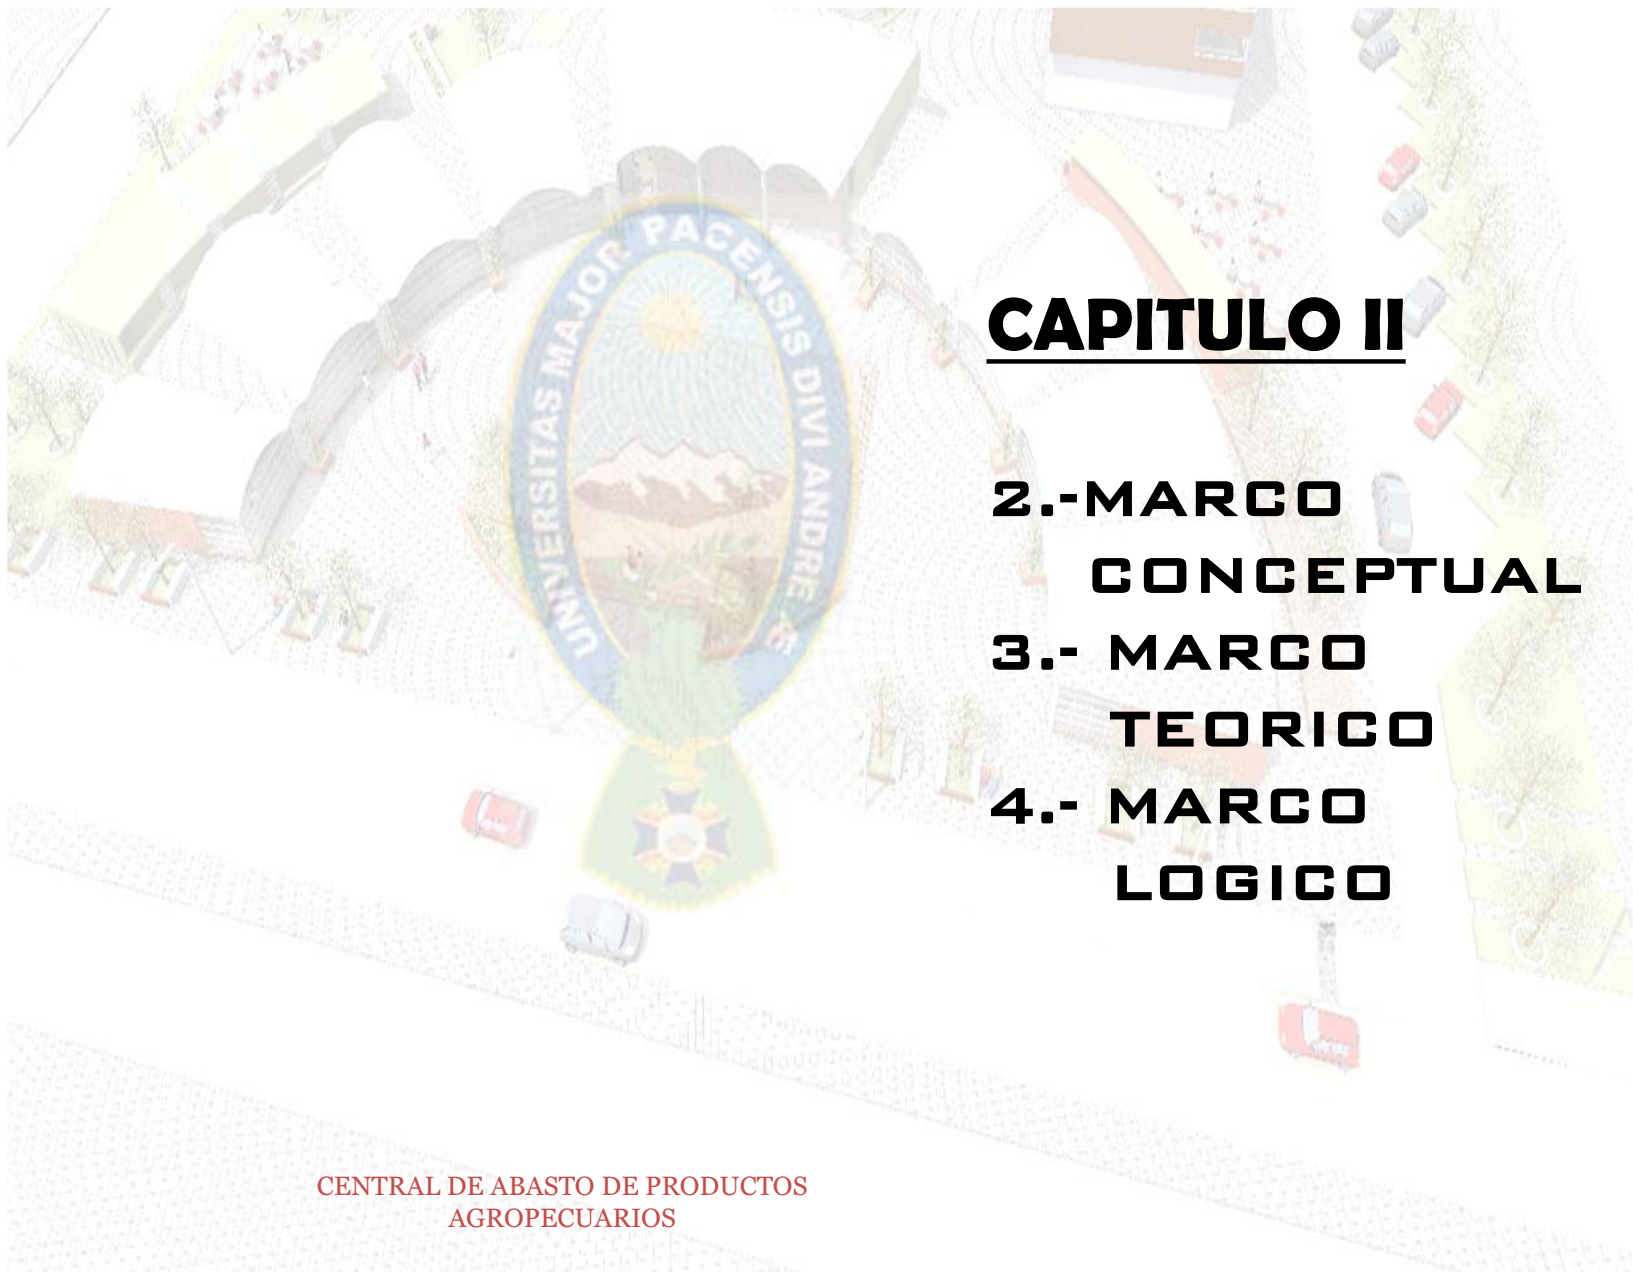 UNIVERSITAS MAJOR PACENSIS DIVI ANDRE Æ
CAPITULO II
2.-MARCO
CONCEPTUAL
3.- MARCO
TEORICO
4.- MARCO
LOGICO
CENTRAL DE ABASTO DE PRODUCTOS
AGROPECUARIOS